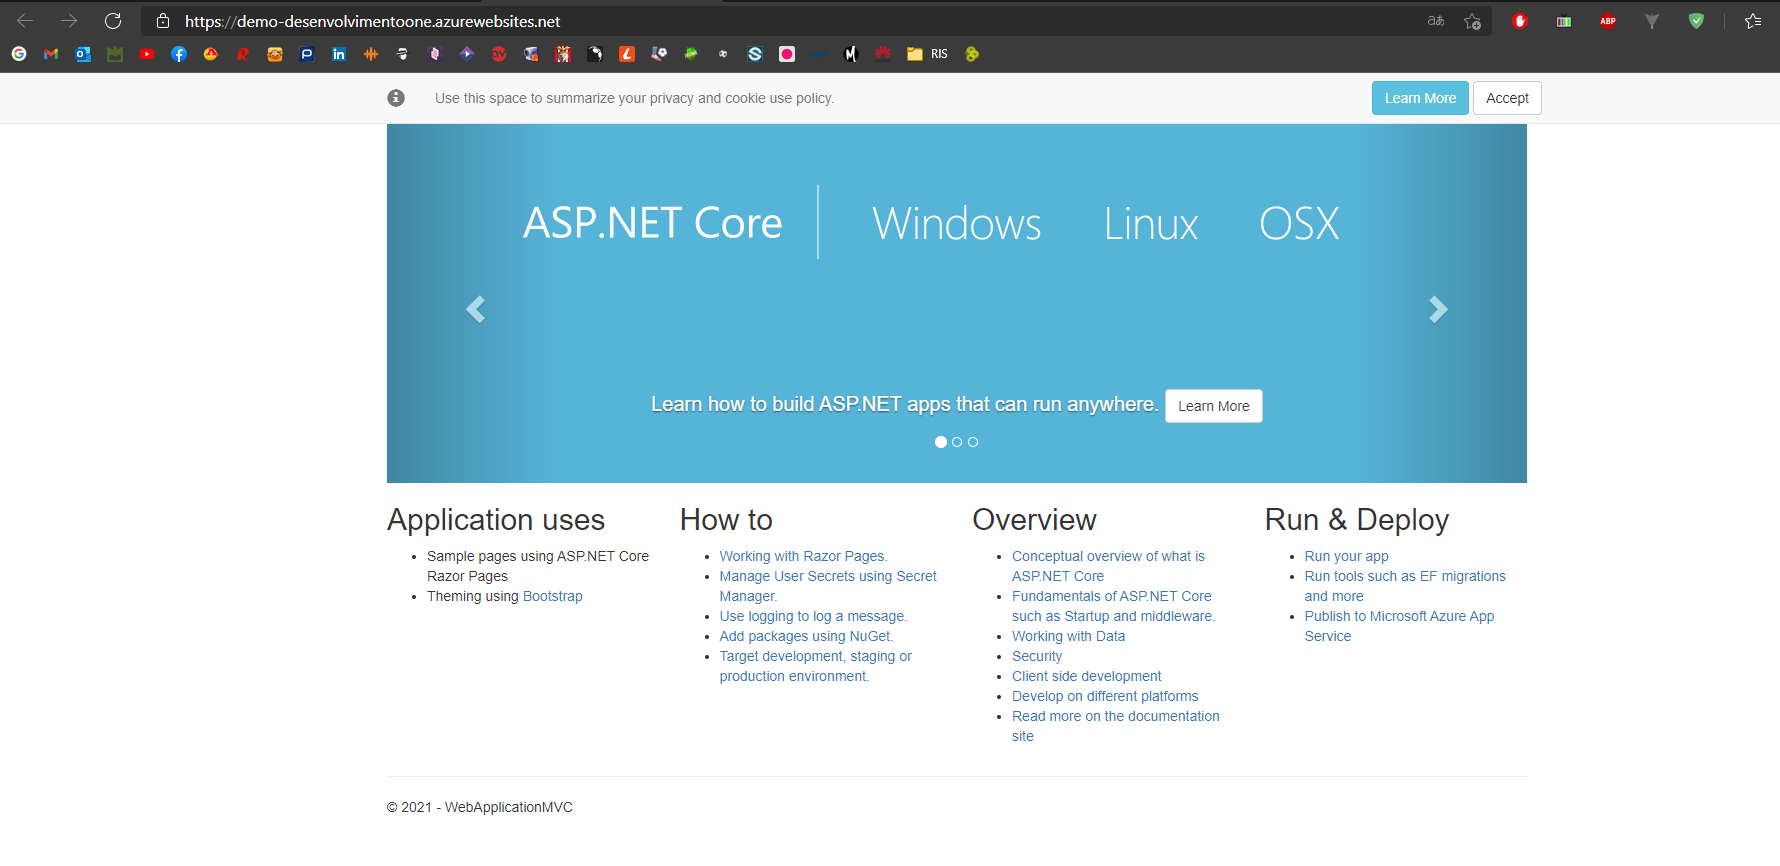 https://demo-desenvolvimentoone.azurewebsites.net
aあ
ABP
RIS
Use this space to summarize your privacy and cookie use policy.
Learn More
Accept
ASP.NET Core
Windows
Linux
OSX
Learn how to build ASP.NET apps that can run anywhere.
Learn More
Application uses
Sample pages using ASP.NET Core
Razor Pages
Theming using Bootstrap
How to
Working with Razor Pages.
Manage User Secrets using Secret
Manager.
Use logging to log a message.
Add packages using NuGet.
Target development, staging or
production environment.
Overview
Conceptual overview of what is
ASP.NET Core
Fundamentals of ASP.NET Core
such as Startup and middleware.
Working with Data
Security
Client side development
Develop on different platforms
Read more on the documentation
site
Run & Deploy
Run your app
Run tools such as EF migrations
and more
Publish to Microsoft Azure App
Service
© 2021 - WebApplicationMVC